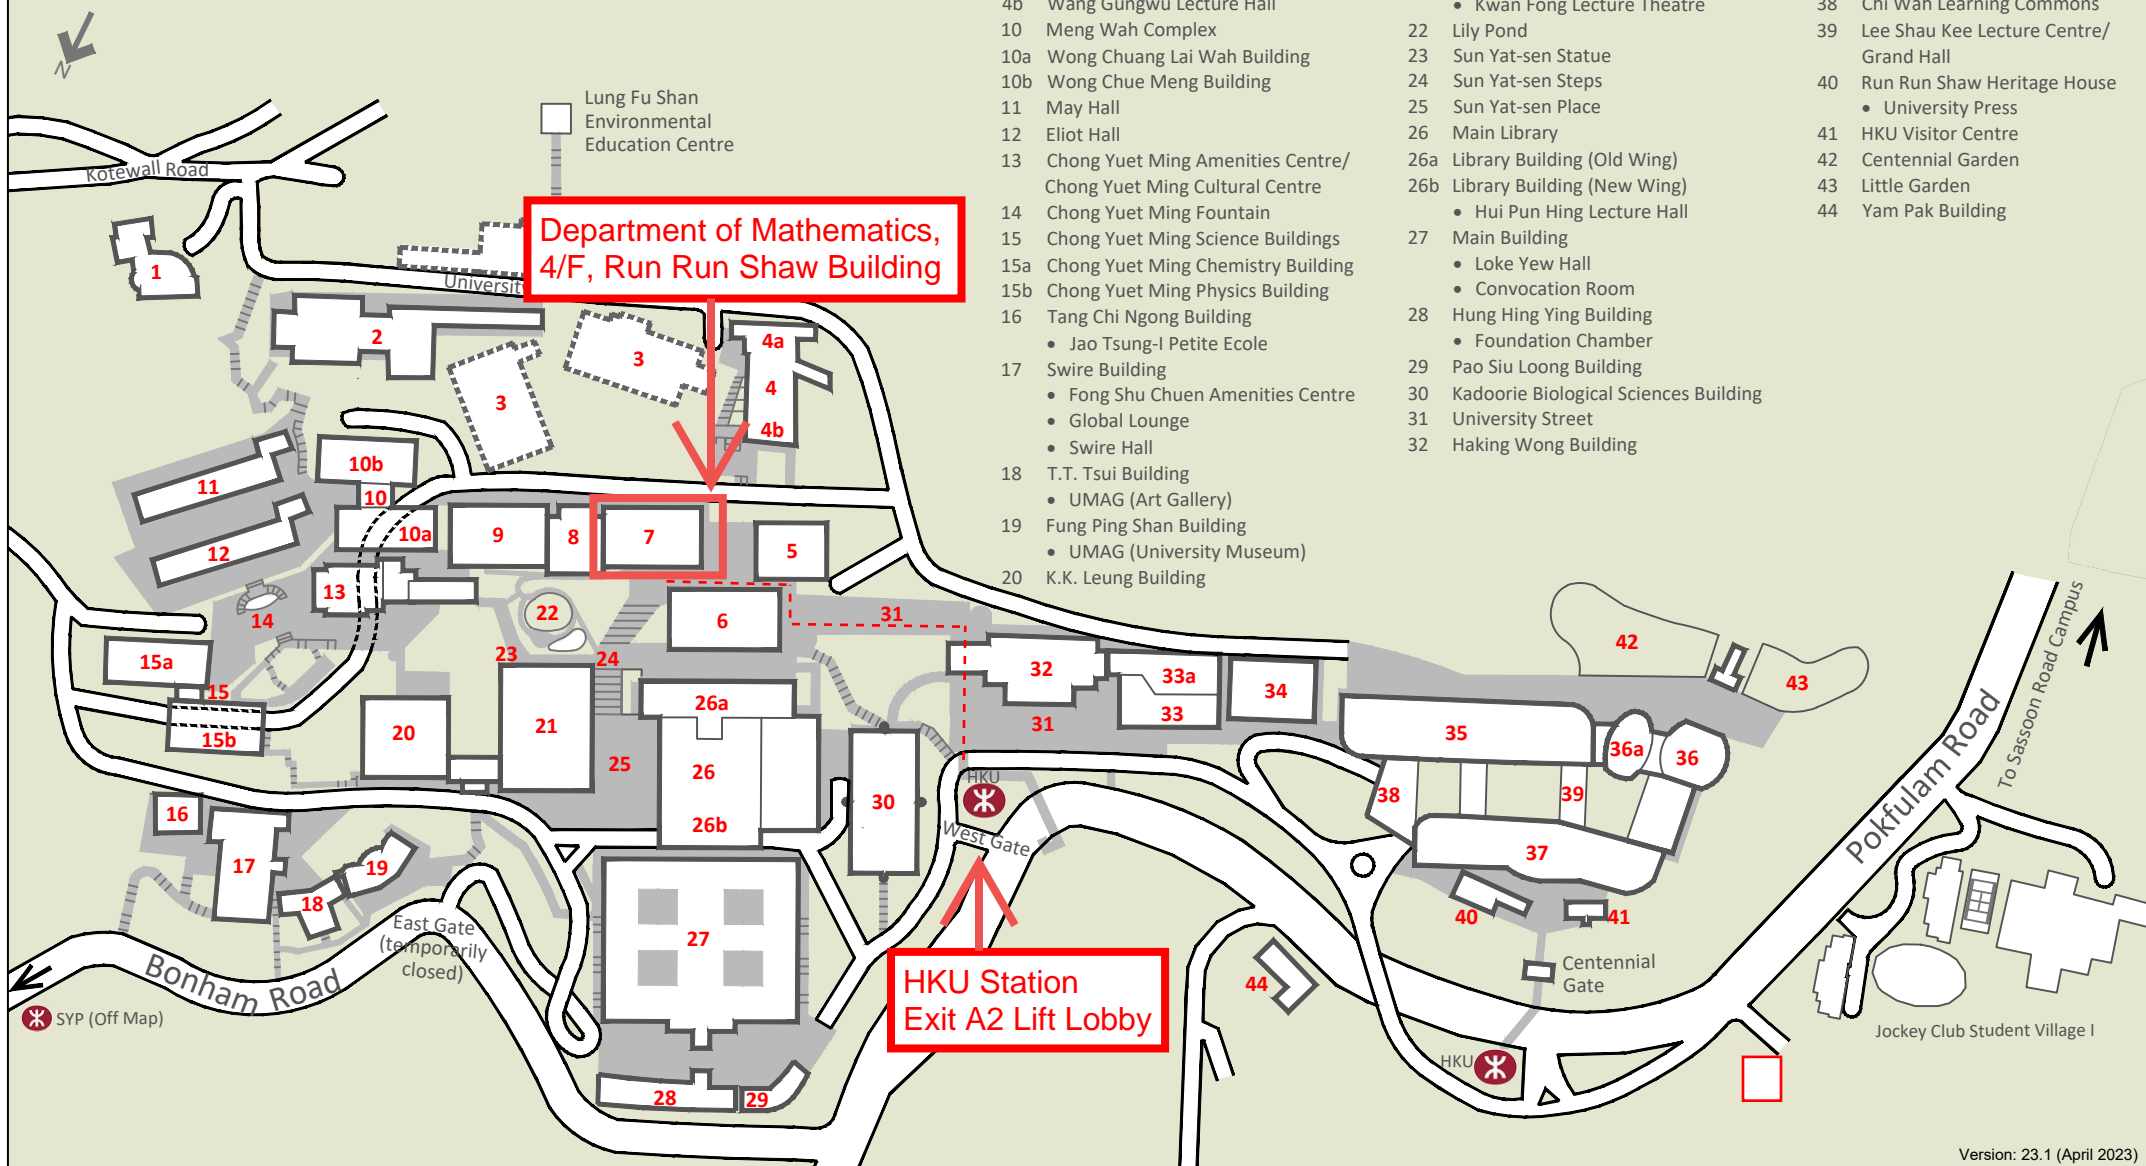 4b Wang Gungwu Lecture Hall
10 Meng Wah Complex
10a Wong Chuang Lai Wah Building
10b Wong Chue Meng Building
11 May Hall
12 Eliot Hall
13 Chong Yuet Ming Amenities Centre/
Chong Yuet Ming Cultural Centre
14 Chong Yuet Ming Fountain
15 Chong Yuet Ming Science Buildings
15a Chong Yuet Ming Chemistry Building
15b Chong Yuet Ming Physics Building
16 Tang Chi Ngong Building
• Jao Tsung-I Petite Ecole
17 Swire Building
• Fong Shu Chuen Amenities Centre
• Global Lounge
• Swire Hall
18 T.T. Tsui Building
• UMAG (Art Gallery)
19 Fung Ping Shan Building
• UMAG (University Museum)
20 K.K. Leung Building
• Kwan Fong Lecture Theatre
22 Lily Pond
23 Sun Yat-sen Statue
24 Sun Yat-sen Steps
25 Sun Yat-sen Place
26 Main Library
26a Library Building (Old Wing)
26b Library Building (New Wing)
• Hui Pun Hing Lecture Hall
27 Main Building
• Loke Yew Hall
• Convocation Room
28 Hung Hing Ying Building
• Foundation Chamber
29 Pao Siu Loong Building
30 Kadoorie Biological Sciences Building
31 University Street
32 Haking Wong Building
38 Chi Wah Learning Commons
39 Lee Shau Kee Lecture Centre/
Grand Hall
40 Run Run Shaw Heritage House
• University Press
41 HKU Visitor Centre
42 Centennial Garden
43 Little Garden
44 Yam Pak Building
N
Lung Fu Shan
Environmental
Education Centre
Kotewall Road
Department of Mathematics,
4/F, Run Run Shaw Building
1
2
3
3
4a
4
4b
10b
10
10a
11
12
9
8
7
5
13
14
22
6
31
23
24
15a
15
15b
20
21
25
26a
26
26b
30
32
33a
33
31
34
35
36a
36
42
43
38
39
37
40
41
HKU
West Gate
16
17
18
19
27
28
29
44
East Gate
(temporarily
closed)
Bonham Road
SYP (Off Map)
HKU Station
Exit A2 Lift Lobby
Centennial
Gate
HKU
Pokfulam Road
To Sassoon Road Campus
Jockey Club Student Village I
Version: 23.1 (April 2023)